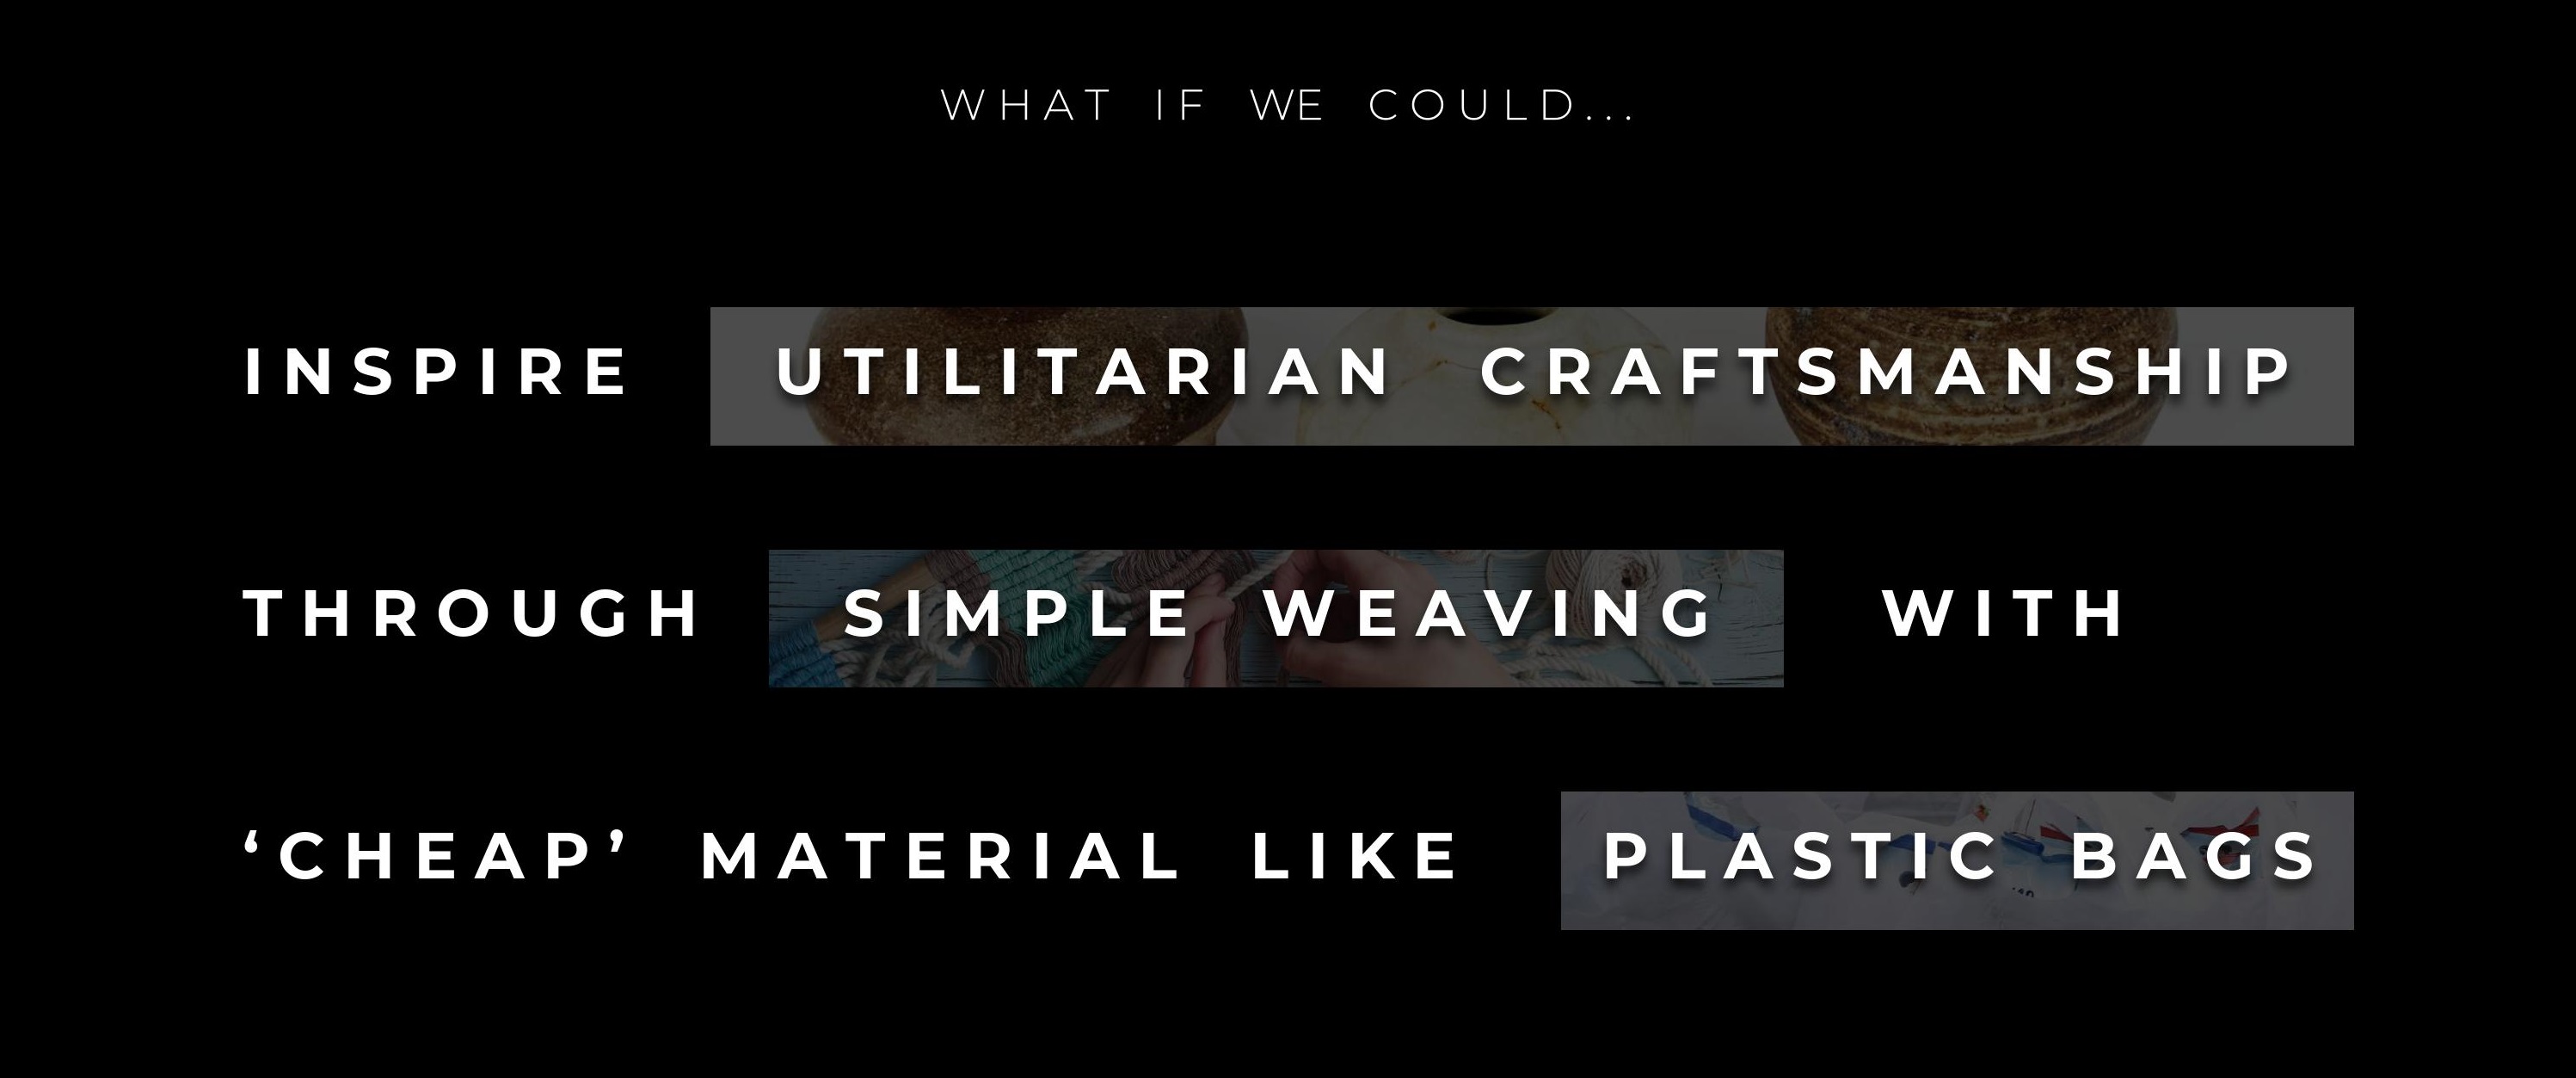 WHAT IF WE COULD...
INSPIRE UTILITARIAN CRAFTSMANSHIP
THROUGH SIMPLE WEAVING WITH
‘CHEAP’ MATERIAL LIKE PLASTIC BAGS